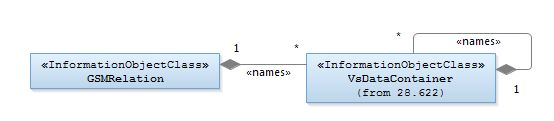 *
«names»
1
*
«InformationObjectClass»
GSMRelation
«names»
«InformationObjectClass»
VsDataContainer
(from 28.622)
1